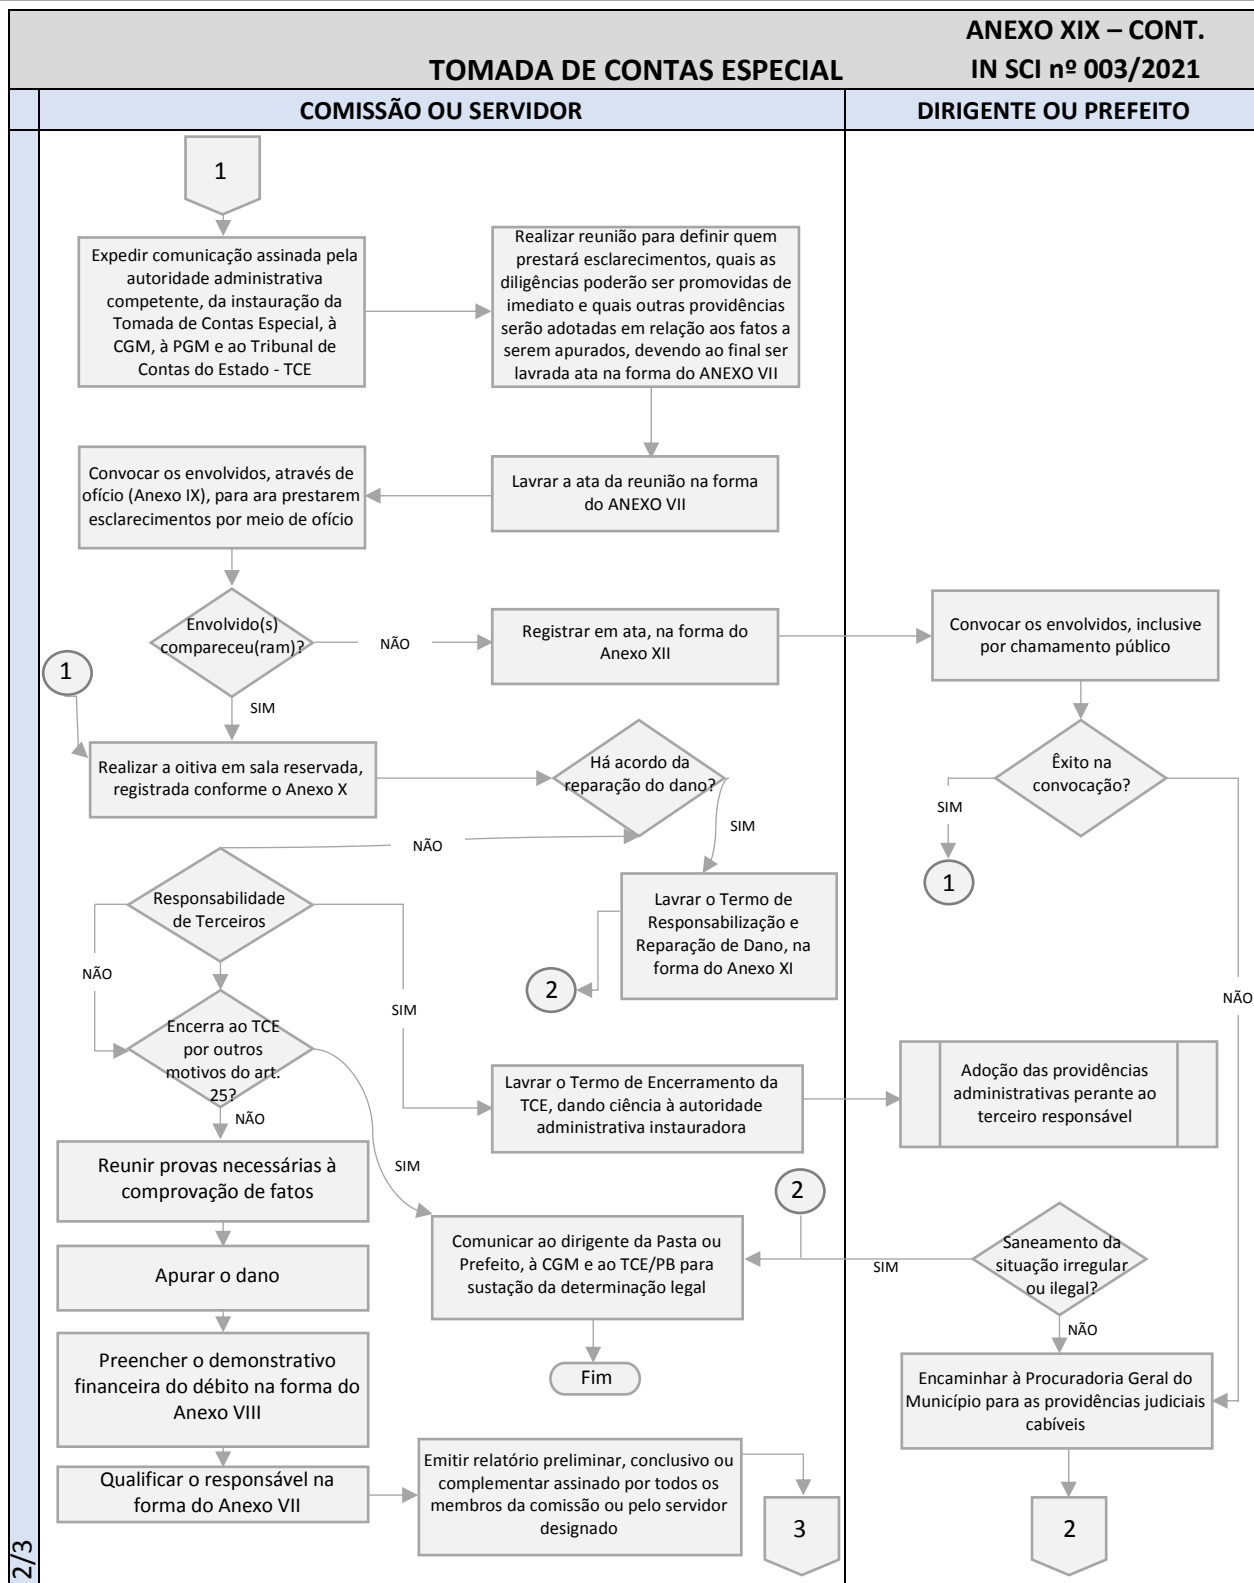 ANEXO XIX – CONT.
TOMADA DE CONTAS ESPECIAL
IN SCI nº 003/2021
COMISSÃO OU SERVIDOR
DIRIGENTE OU PREFEITO
1
Expedir comunicação assinada pela
autoridade administrativa
competente, da instauração da
Tomada de Contas Especial, à
CGM, à PGM e ao Tribunal de
Contas do Estado - TCE
Realizar reunião para definir quem
prestará esclarecimentos, quais as
diligências poderão ser promovidas de
imediato e quais outras providências
serão adotadas em relação aos fatos a
serem apurados, devendo ao final ser
lavrada ata na forma do ANEXO VII
Convocar os envolvidos, através de
ofício (Anexo IX), para ara prestarem
esclarecimentos por meio de ofício
Lavrar a ata da reunião na forma
do ANEXO VII
Envolvido(s)
compareceu(ram)?
NÃO
Registrar em ata, na forma do
Anexo XII
Convocar os envolvidos, inclusive
por chamamento público
1
SIM
Realizar a oitiva em sala reservada,
registrada conforme o Anexo X
Há acordo da
reparação do dano?
Êxito na
convocação?
SIM
NÃO
SIM
NÃO
1
Responsabilidade
de Terceiros
Lavrar o Termo de
Responsabilização e
Reparação de Dano, na
forma do Anexo XI
NÃO
2
SIM
Encerra ao TCE
por outros
motivos do art.
25?
NÃO
Lavrar o Termo de Encerramento da
TCE, dando ciência à autoridade
administrativa instauradora
Adoção das providências
administrativas perante ao
terceiro responsável
Reunir provas necessárias à
comprovação de fatos
SIM
2
Comunicar ao dirigente da Pasta ou
Prefeito, à CGM e ao TCE/PB para
sustação da determinação legal
SIM
Saneamento da
situação irregular
ou ilegal?
Apurar o dano
NÃO
Preencher o demonstrativo
financeira do débito na forma do
Anexo VIII
Fim
Encaminhar à Procuradoria Geral do
Município para as providências judiciais
cabíveis
Qualificar o responsável na
forma do Anexo VII
Emitir relatório preliminar, conclusivo ou
complementar assinado por todos os
membros da comissão ou pelo servidor
designado
3
2
2/3